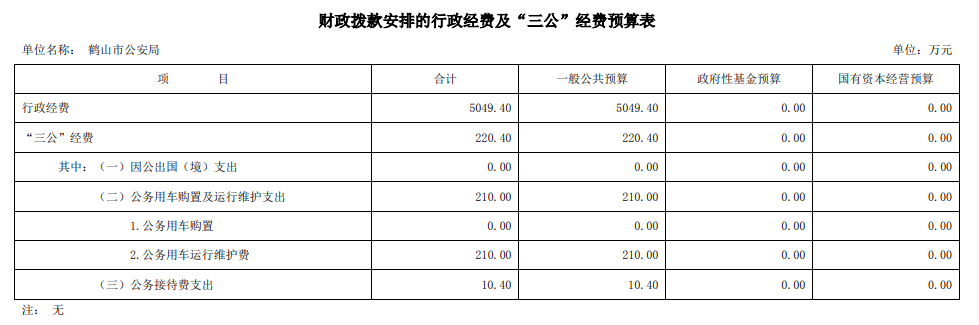 财政拨款安排的行政经费及“三公”经费预算表
单位名称： 鹤山市公安局 单位：万元
项 目 合计 一般公共预算 政府性基金预算 国有资本经营预算
行政经费 5049.40 5049.40 0.00 0.00
“三公”经费 220.40 220.40 0.00 0.00
其中：（一）因公出国（境）支出 0.00 0.00 0.00 0.00
（二）公务用车购置及运行维护支出 210.00 210.00 0.00 0.00
1.公务用车购置 0.00 0.00 0.00 0.00
2.公务用车运行维护费 210.00 210.00 0.00 0.00
（三）公务接待费支出 10.40 10.40 0.00 0.00
注： 无